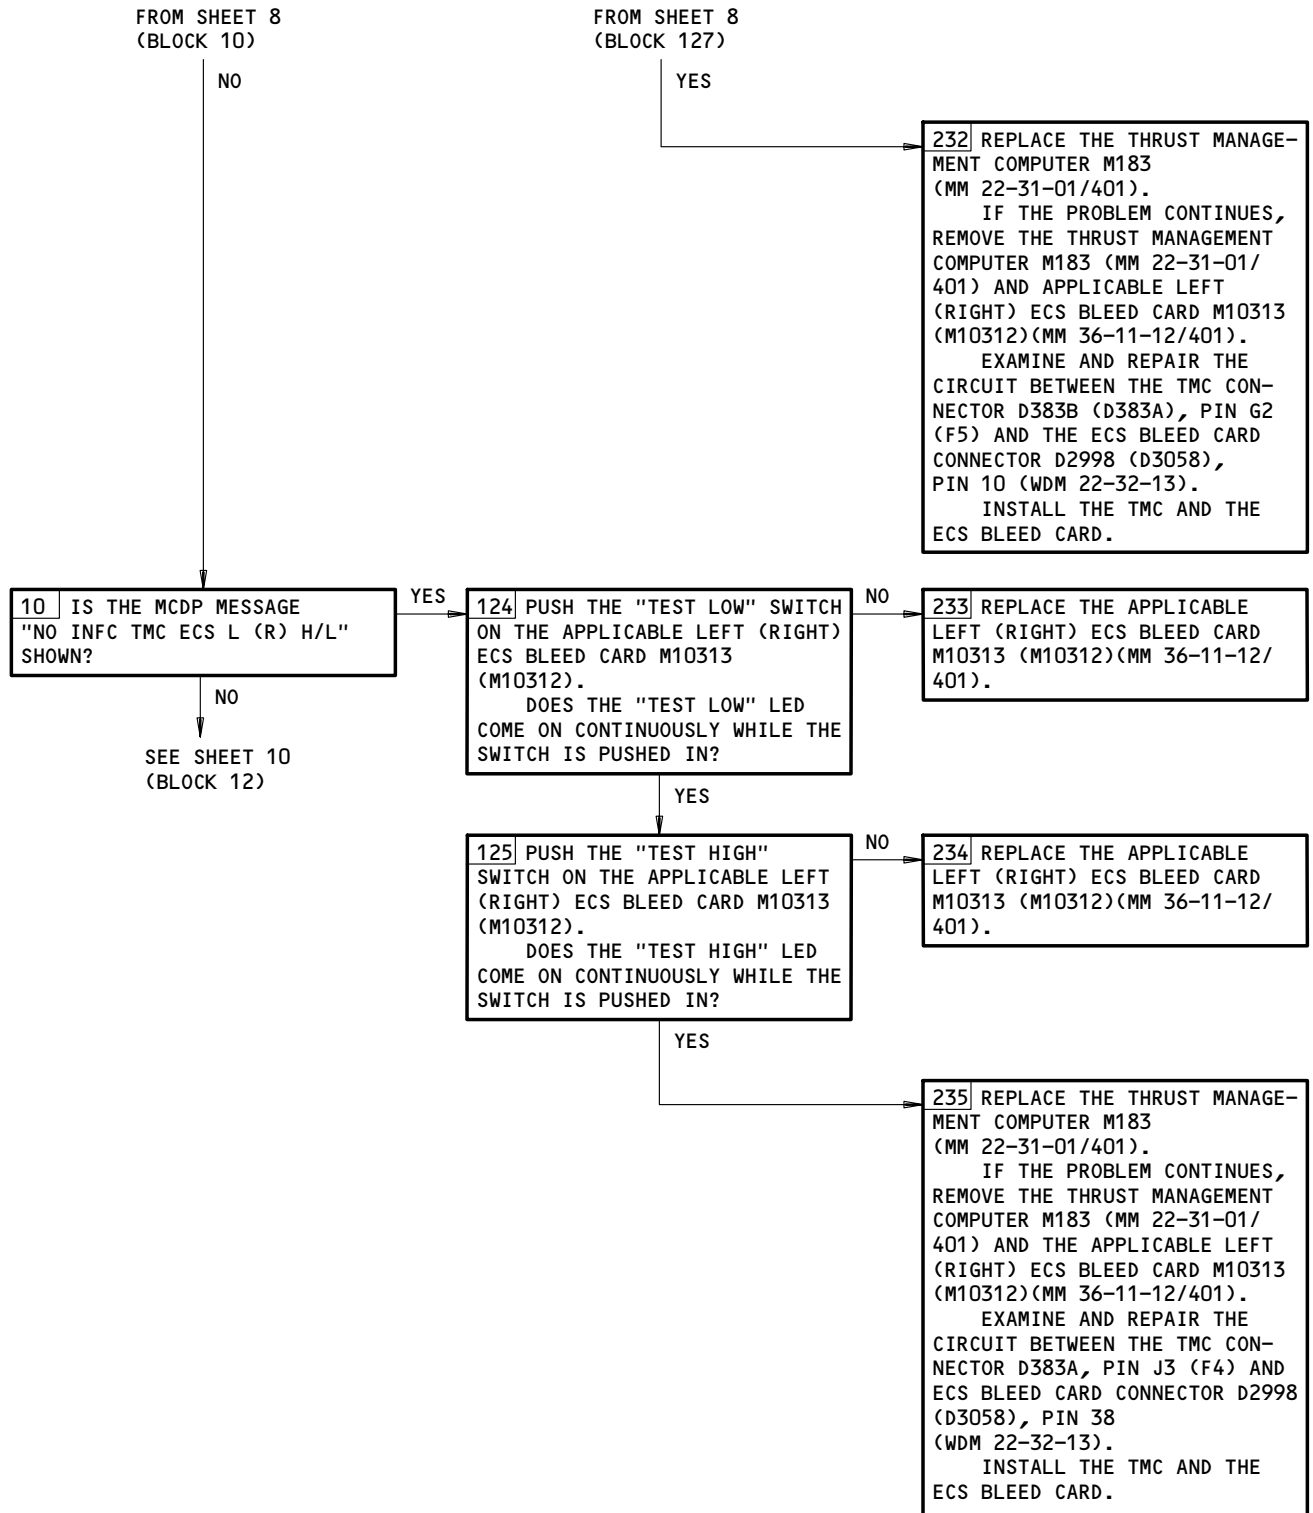 FROM SHEET 8
(BLOCK 10)
NO
FROM SHEET 8
(BLOCK 127)
YES
232 REPLACE THE THRUST MANAGE-
MENT COMPUTER M183
(MM 22-31-01/401).
IF THE PROBLEM CONTINUES,
REMOVE THE THRUST MANAGEMENT
COMPUTER M183 (MM 22-31-01/
401) AND APPLICABLE LEFT
(RIGHT) ECS BLEED CARD M10313
(M10312)(MM 36-11-12/401).
EXAMINE AND REPAIR THE
CIRCUIT BETWEEN THE TMC CON-
NECTOR D383B (D383A), PIN G2
(F5) AND THE ECS BLEED CARD
CONNECTOR D2998 (D3058),
PIN 10 (WDM 22-32-13).
INSTALL THE TMC AND THE
ECS BLEED CARD.
10 IS THE MCDP MESSAGE
"NO INFC TMC ECS L (R) H/L"
SHOWN?
YES
NO
SEE SHEET 10
(BLOCK 12)
124 PUSH THE "TEST LOW" SWITCH
ON THE APPLICABLE LEFT (RIGHT)
ECS BLEED CARD M10313
(M10312).
DOES THE "TEST LOW" LED
COME ON CONTINUOUSLY WHILE THE
SWITCH IS PUSHED IN?
NO
233 REPLACE THE APPLICABLE
LEFT (RIGHT) ECS BLEED CARD
M10313 (M10312)(MM 36-11-12/
401).
YES
125 PUSH THE "TEST HIGH"
SWITCH ON THE APPLICABLE LEFT
(RIGHT) ECS BLEED CARD M10313
(M10312).
DOES THE "TEST HIGH" LED
COME ON CONTINUOUSLY WHILE THE
SWITCH IS PUSHED IN?
NO
234 REPLACE THE APPLICABLE
LEFT (RIGHT) ECS BLEED CARD
M10313 (M10312)(MM 36-11-12/
401).
YES
235 REPLACE THE THRUST MANAGE-
MENT COMPUTER M183
(MM 22-31-01/401).
IF THE PROBLEM CONTINUES,
REMOVE THE THRUST MANAGEMENT
COMPUTER M183 (MM 22-31-01/
401) AND THE APPLICABLE LEFT
(RIGHT) ECS BLEED CARD M10313
(M10312)(MM 36-11-12/401).
EXAMINE AND REPAIR THE
CIRCUIT BETWEEN THE TMC CON-
NECTOR D383A, PIN J3 (F4) AND
ECS BLEED CARD CONNECTOR D2998
(D3058), PIN 38
(WDM 22-32-13).
INSTALL THE TMC AND THE
ECS BLEED CARD.